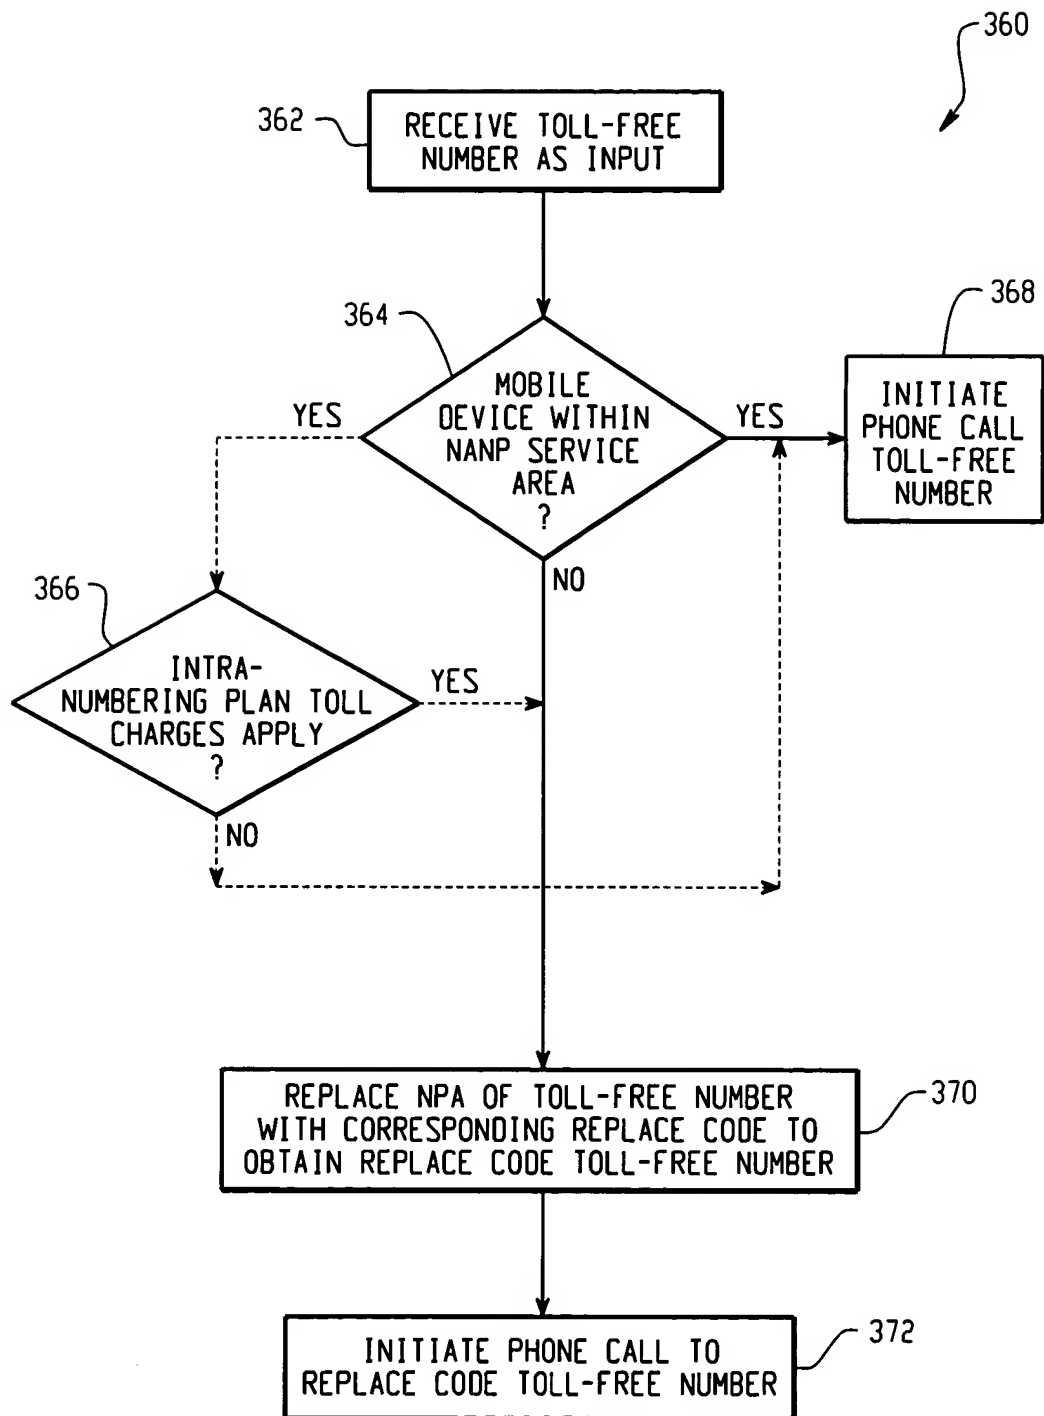 360
362
RECEIVE TOLL-FREE
NUMBER AS INPUT
364
368
MOBILE
DEVICE WITHIN
NANP SERVICE
AREA
?
YES
YES
NO
INITIATE
PHONE CALL
TOLL-FREE
NUMBER
366
INTRA-
NUMBERING PLAN TOLL
CHARGES APPLY
?
YES
NO
REPLACE NPA OF TOLL-FREE NUMBER
WITH CORRESPONDING REPLACE CODE TO
OBTAIN REPLACE CODE TOLL-FREE NUMBER
370
INITIATE PHONE CALL TO
REPLACE CODE TOLL-FREE NUMBER
372